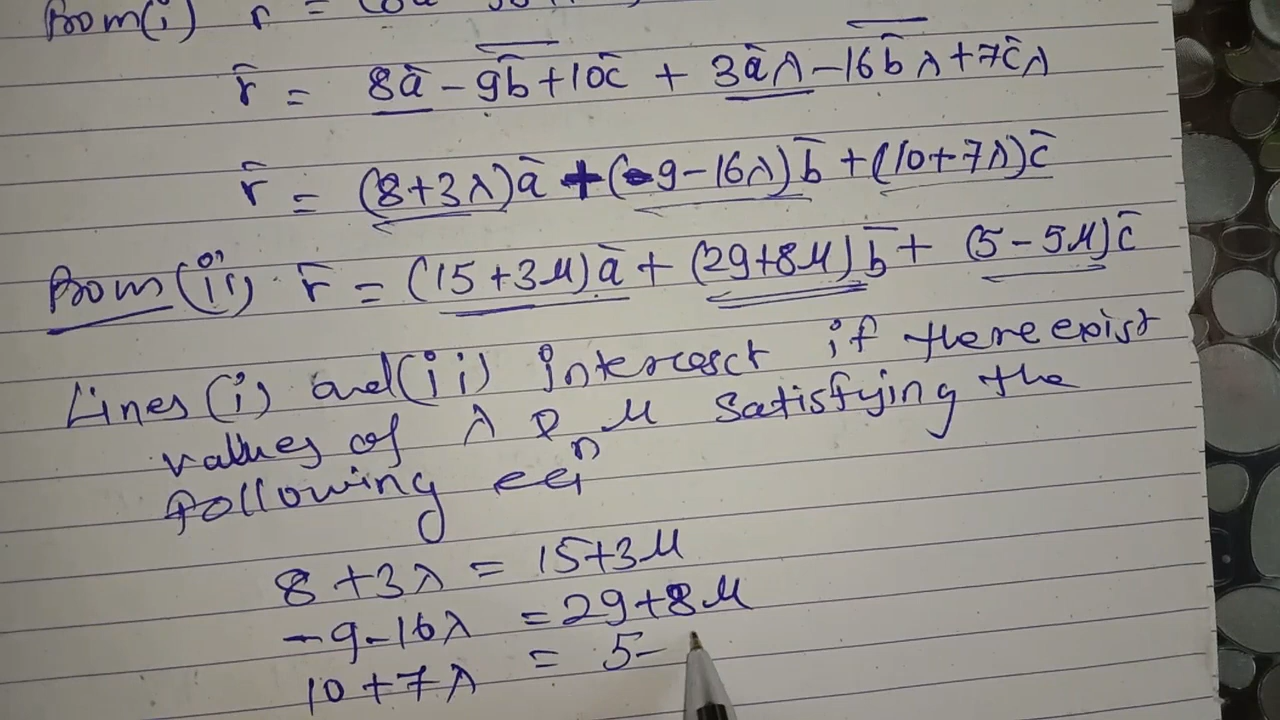 From (i) r =
r̄ = 8ā - 9b̄ + 10c̄ + 3āλ - 16b̄λ + 7c̄λ
r̄ = (8+3λ)ā + (-9-16λ)b̄ + (10+7λ)c̄
From (ii) r̄ = (15+3μ)ā + (29+8μ)b̄ + (5-5μ)c̄
Lines (i) and (ii) intersect if there exist
values of λ & μ satisfying the
following eqⁿ
8+3λ = 15+3μ
-9-16λ = 29+8μ
10+7λ = 5-